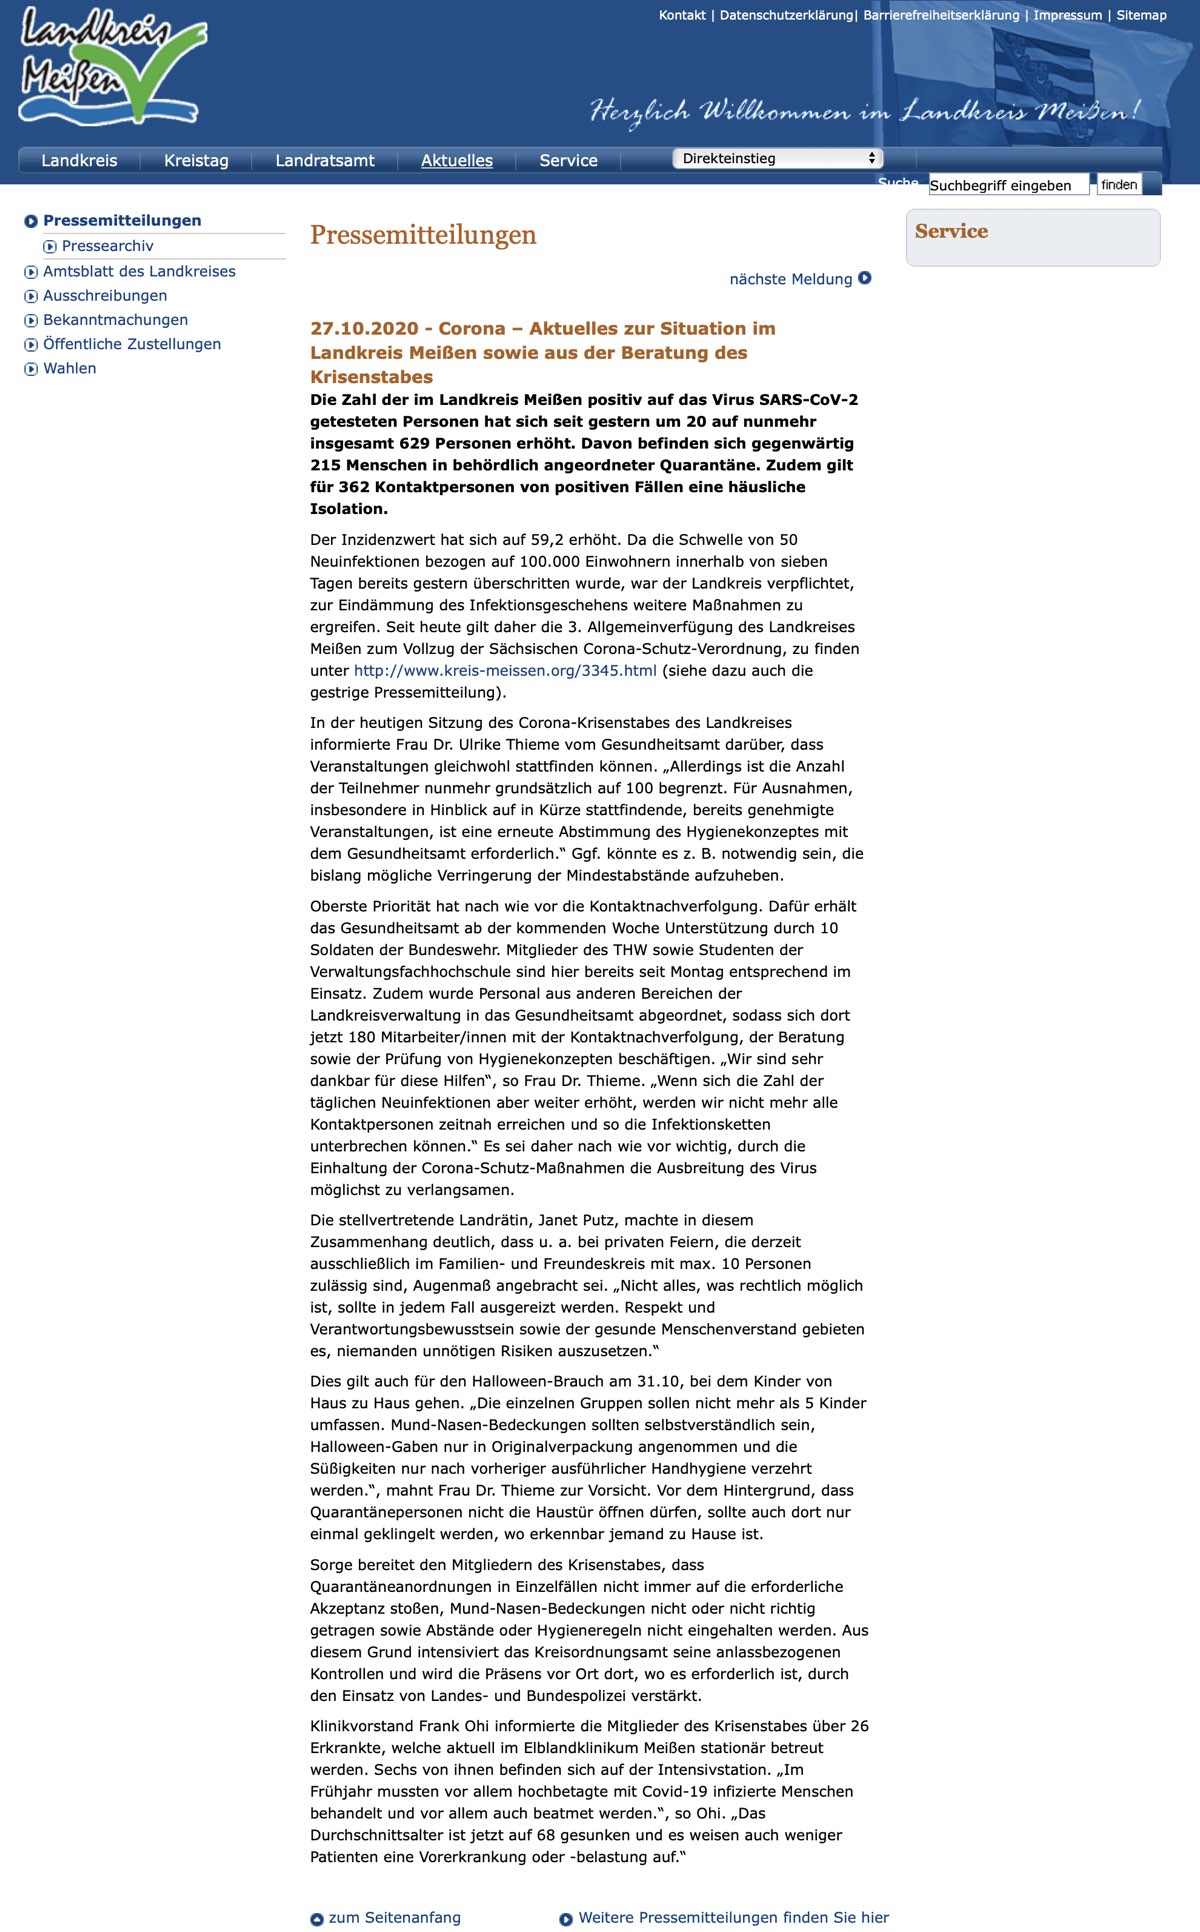 Landkreis
Meißen
Kontakt | Datenschutzerklärung| Barrierefreiheitserklärung | Impressum | Sitemap
Herzlich Willkommen im Landkreis Meißen!
Landkreis Kreistag Landratsamt Aktuelles Service Direkteinstieg
Suche Suchbegriff eingeben finden
Pressemitteilungen
Pressearchiv
Amtsblatt des Landkreises
Ausschreibungen
Bekanntmachungen
Öffentliche Zustellungen
Wahlen
Pressemitteilungen
nächste Meldung
27.10.2020 - Corona – Aktuelles zur Situation im
Landkreis Meißen sowie aus der Beratung des
Krisenstabes
Die Zahl der im Landkreis Meißen positiv auf das Virus SARS-CoV-2
getesteten Personen hat sich seit gestern um 20 auf nunmehr
insgesamt 629 Personen erhöht. Davon befinden sich gegenwärtig
215 Menschen in behördlich angeordneter Quarantäne. Zudem gilt
für 362 Kontaktpersonen von positiven Fällen eine häusliche
Isolation.
Der Inzidenzwert hat sich auf 59,2 erhöht. Da die Schwelle von 50
Neuinfektionen bezogen auf 100.000 Einwohnern innerhalb von sieben
Tagen bereits gestern überschritten wurde, war der Landkreis verpflichtet,
zur Eindämmung des Infektionsgeschehens weitere Maßnahmen zu
ergreifen. Seit heute gilt daher die 3. Allgemeinverfügung des Landkreises
Meißen zum Vollzug der Sächsischen Corona-Schutz-Verordnung, zu finden
unter http://www.kreis-meissen.org/3345.html (siehe dazu auch die
gestrige Pressemitteilung).
In der heutigen Sitzung des Corona-Krisenstabes des Landkreises
informierte Frau Dr. Ulrike Thieme vom Gesundheitsamt darüber, dass
Veranstaltungen gleichwohl stattfinden können. „Allerdings ist die Anzahl
der Teilnehmer nunmehr grundsätzlich auf 100 begrenzt. Für Ausnahmen,
insbesondere in Hinblick auf in Kürze stattfindende, bereits genehmigte
Veranstaltungen, ist eine erneute Abstimmung des Hygienekonzeptes mit
dem Gesundheitsamt erforderlich.“ Ggf. könnte es z. B. notwendig sein, die
bislang mögliche Verringerung der Mindestabstände aufzuheben.
Oberste Priorität hat nach wie vor die Kontaktnachverfolgung. Dafür erhält
das Gesundheitsamt ab der kommenden Woche Unterstützung durch 10
Soldaten der Bundeswehr. Mitglieder des THW sowie Studenten der
Verwaltungsfachhochschule sind hier bereits seit Montag entsprechend im
Einsatz. Zudem wurde Personal aus anderen Bereichen der
Landkreisverwaltung in das Gesundheitsamt abgeordnet, sodass sich dort
jetzt 180 Mitarbeiter/innen mit der Kontaktnachverfolgung, der Beratung
sowie der Prüfung von Hygienekonzepten beschäftigen. „Wir sind sehr
dankbar für diese Hilfen“, so Frau Dr. Thieme. „Wenn sich die Zahl der
täglichen Neuinfektionen aber weiter erhöht, werden wir nicht mehr alle
Kontaktpersonen zeitnah erreichen und so die Infektionsketten
unterbrechen können.“ Es sei daher nach wie vor wichtig, durch die
Einhaltung der Corona-Schutz-Maßnahmen die Ausbreitung des Virus
möglichst zu verlangsamen.
Die stellvertretende Landrätin, Janet Putz, machte in diesem
Zusammenhang deutlich, dass u. a. bei privaten Feiern, die derzeit
ausschließlich im Familien- und Freundeskreis mit max. 10 Personen
zulässig sind, Augenmaß angebracht sei. „Nicht alles, was rechtlich möglich
ist, sollte in jedem Fall ausgereizt werden. Respekt und
Verantwortungsbewusstsein sowie der gesunde Menschenverstand gebieten
es, niemanden unnötigen Risiken auszusetzen.“
Dies gilt auch für den Halloween-Brauch am 31.10, bei dem Kinder von
Haus zu Haus gehen. „Die einzelnen Gruppen sollen nicht mehr als 5 Kinder
umfassen. Mund-Nasen-Bedeckungen sollten selbstverständlich sein,
Halloween-Gaben nur in Originalverpackung angenommen und die
Süßigkeiten nur nach vorheriger ausführlicher Handhygiene verzehrt
werden.“, mahnt Frau Dr. Thieme zur Vorsicht. Vor dem Hintergrund, dass
Quarantänepersonen nicht die Haustür öffnen dürfen, sollte auch dort nur
einmal geklingelt werden, wo erkennbar jemand zu Hause ist.
Sorge bereitet den Mitgliedern des Krisenstabes, dass
Quarantäneanordnungen in Einzelfällen nicht immer auf die erforderliche
Akzeptanz stoßen, Mund-Nasen-Bedeckungen nicht oder nicht richtig
getragen sowie Abstände oder Hygieneregeln nicht eingehalten werden. Aus
diesem Grund intensiviert das Kreisordnungsamt seine anlassbezogenen
Kontrollen und wird die Präsens vor Ort dort, wo es erforderlich ist, durch
den Einsatz von Landes- und Bundespolizei verstärkt.
Klinikvorstand Frank Ohi informierte die Mitglieder des Krisenstabes über 26
Erkrankte, welche aktuell im Elblandklinikum Meißen stationär betreut
werden. Sechs von ihnen befinden sich auf der Intensivstation. „Im
Frühjahr mussten vor allem hochbetagte mit Covid-19 infizierte Menschen
behandelt und vor allem auch beatmet werden.“, so Ohi. „Das
Durchschnittsalter ist jetzt auf 68 gesunken und es weisen auch weniger
Patienten eine Vorerkrankung oder -belastung auf.“
zum Seitenanfang Weitere Pressemitteilungen finden Sie hier
Service